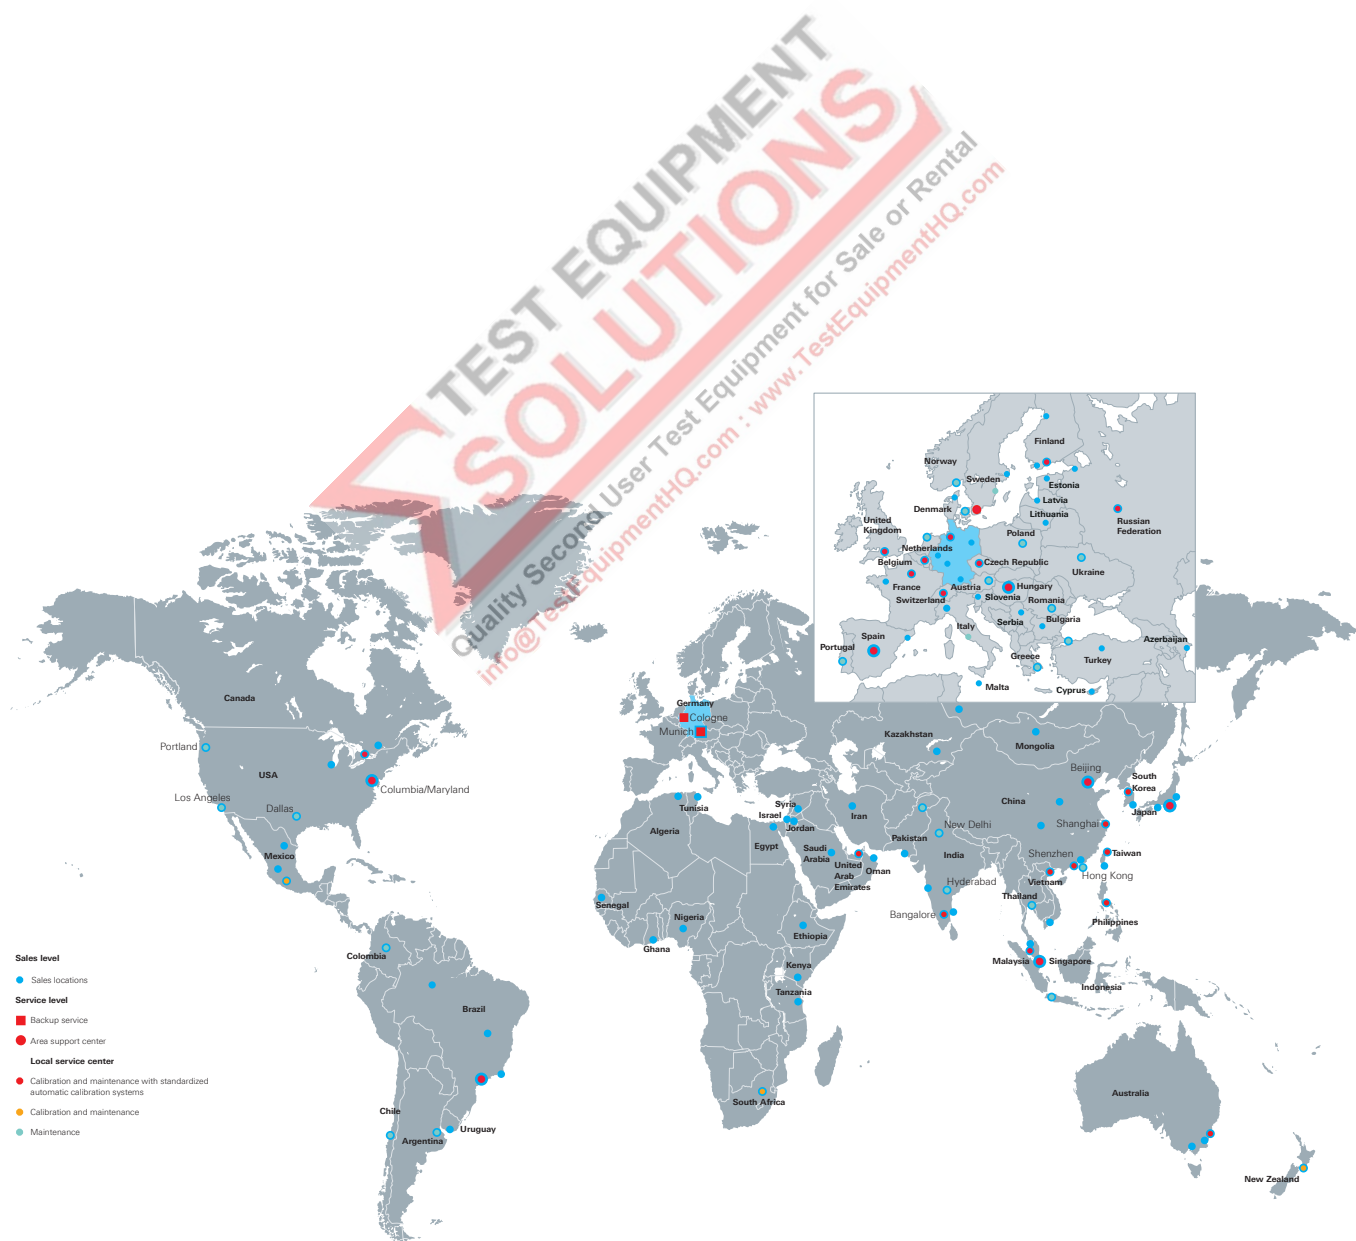 TEST EQUIPMENT
SOLUTIONS
Quality Second User Test Equipment for Sale or Rental
info@TestEquipmentHQ.com : www.TestEquipmentHQ.com
Finland
Norway
Sweden
Estonia
Latvia
Denmark
Lithuania
United
Kingdom
Russian
Federation
Poland
Netherlands
Belgium
Czech Republic
Ukraine
France
Austria
Hungary
Switzerland
Slovenia
Romania
Serbia
Bulgaria
Italy
Spain
Portugal
Azerbaijan
Greece
Turkey
Malta
Cyprus
Canada
Germany
Cologne
Munich
Kazakhstan
Mongolia
Portland
USA
Columbia/Maryland
Los Angeles
Dallas
Mexico
Beijing
South
Korea
China
Japan
Tunisia
Syria
Israel
Jordan
Iran
Algeria
Egypt
Shanghai
New Delhi
Pakistan
Saudi
Arabia
India
United
Arab
Emirates
Oman
Shenzhen
Taiwan
Hong Kong
Vietnam
Hyderabad
Thailand
Senegal
Bangalore
Philippines
Nigeria
Ethiopia
Ghana
Colombia
Kenya
Malaysia
Singapore
Indonesia
Tanzania
Brazil
South Africa
Australia
Chile
Argentina
Uruguay
New Zealand
Sales level
Sales locations
Service level
Backup service
Area support center
Local service center
Calibration and maintenance with standardized
automatic calibration systems
Calibration and maintenance
Maintenance